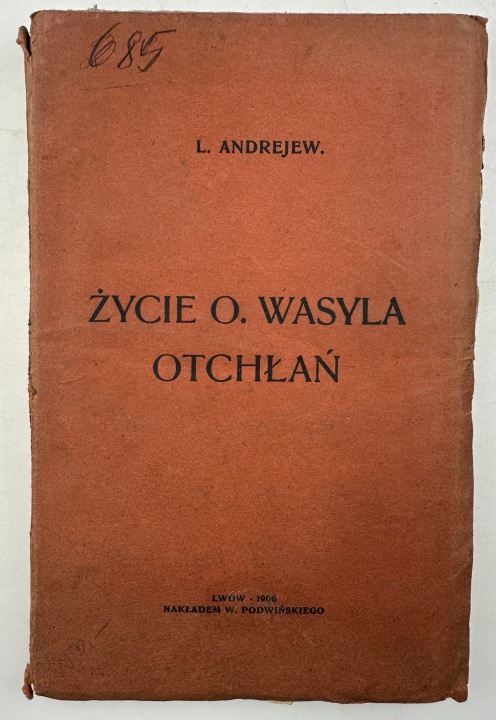 685
L. ANDREJEW.
ŻYCIE O. WASYLA
OTCHŁAŃ
LWÓW - 1906
NAKŁADEM W. PODWIŃSKIEGO